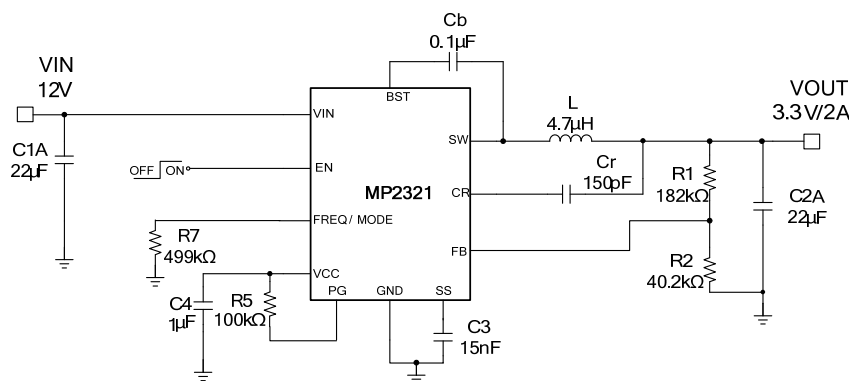 Cb
0.1µF
VIN
12V
BST
VOUT
3.3V/2A
VIN
L
4.7µH
C1A
22µF
SW
OFF ON
EN
Cr
150pF
R1
182kΩ
MP2321
CR
C2A
22µF
FREQ/ MODE
R7
499kΩ
FB
R2
40.2kΩ
VCC
C4
1µF
R5
100kΩ
PG
GND
SS
C3
15nF